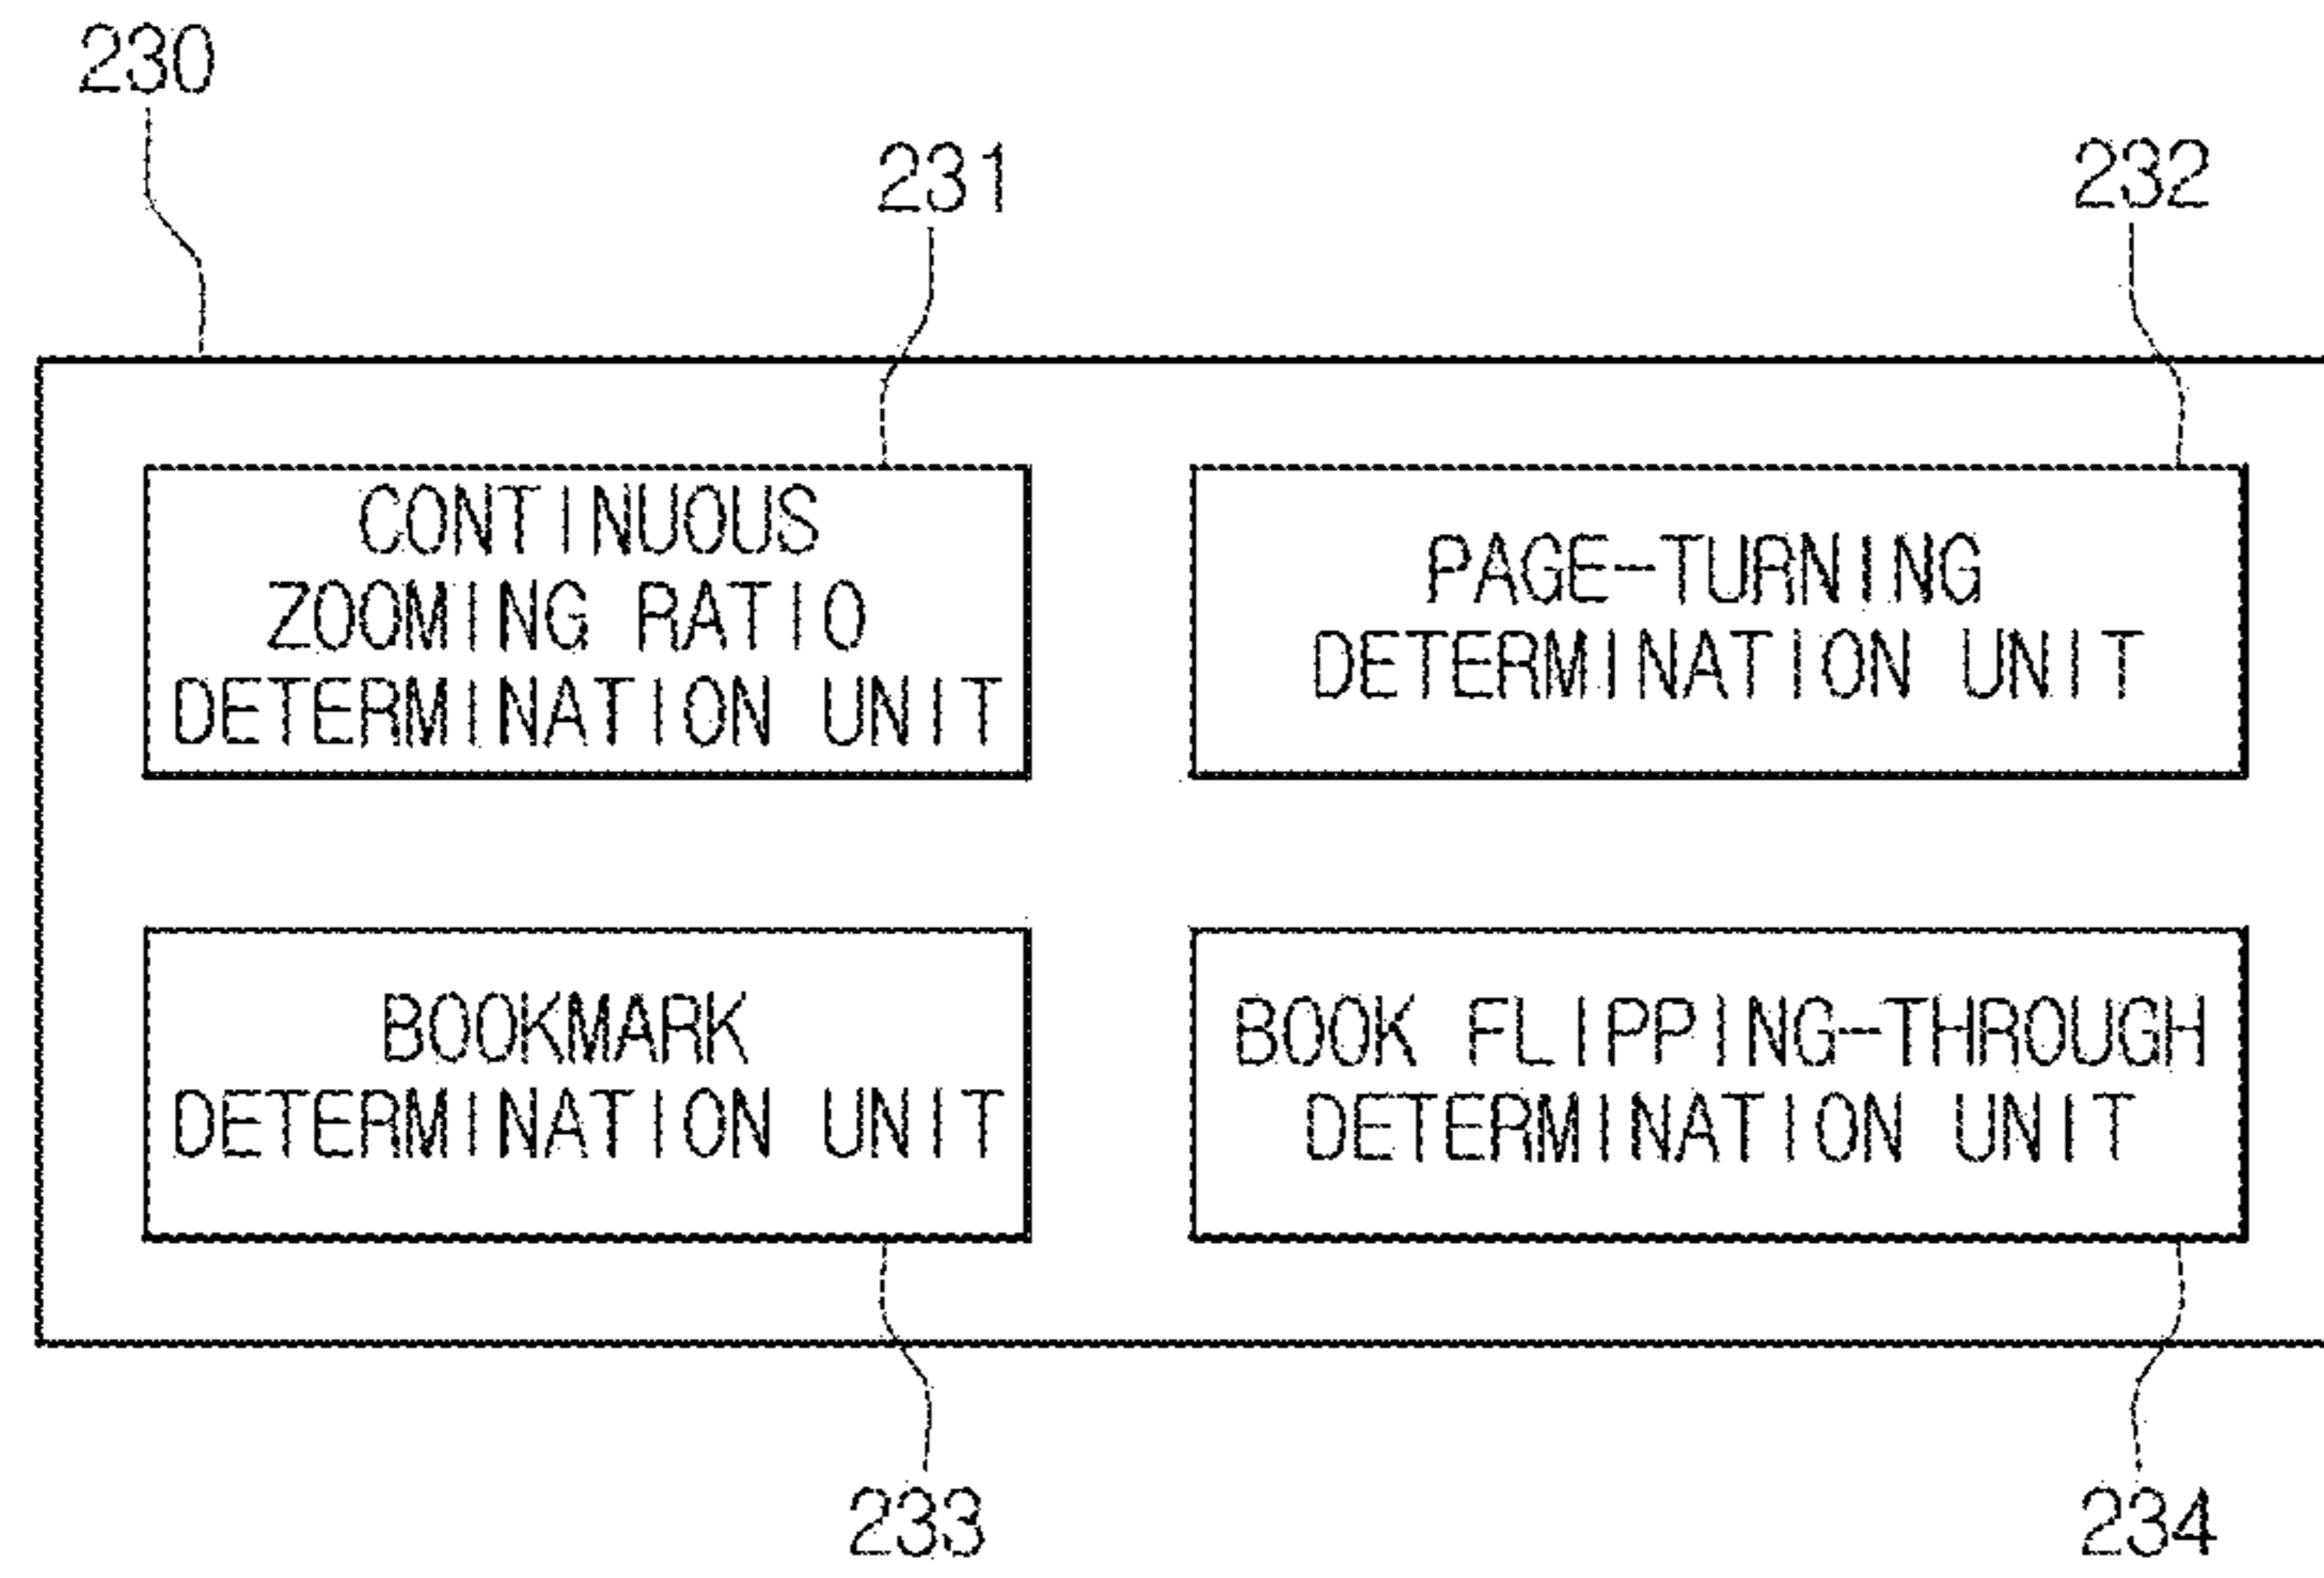 230
231
232
CONTINUOUS
ZOOMING RATIO
DETERMINATION UNIT
PAGE-TURNING
DETERMINATION UNIT
BOOKMARK
DETERMINATION UNIT
BOOK FLIPPING-THROUGH
DETERMINATION UNIT
233
234